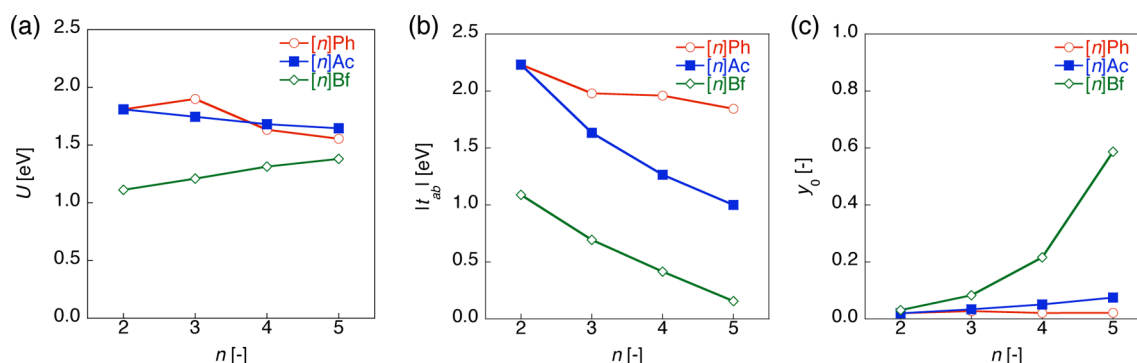 (a)
2.5
2.0
1.5
1.0
0.5
0.0
U [eV]
[n]Ph
[n]Ac
[n]Bf
2 3 4 5
n [-]
(b)
2.5
2.0
1.5
1.0
0.5
0.0
|t_ab| [eV]
[n]Ph
[n]Ac
[n]Bf
2 3 4 5
n [-]
(c)
1.0
0.8
0.6
0.4
0.2
0.0
y_0 [-]
[n]Ph
[n]Ac
[n]Bf
2 3 4 5
n [-]